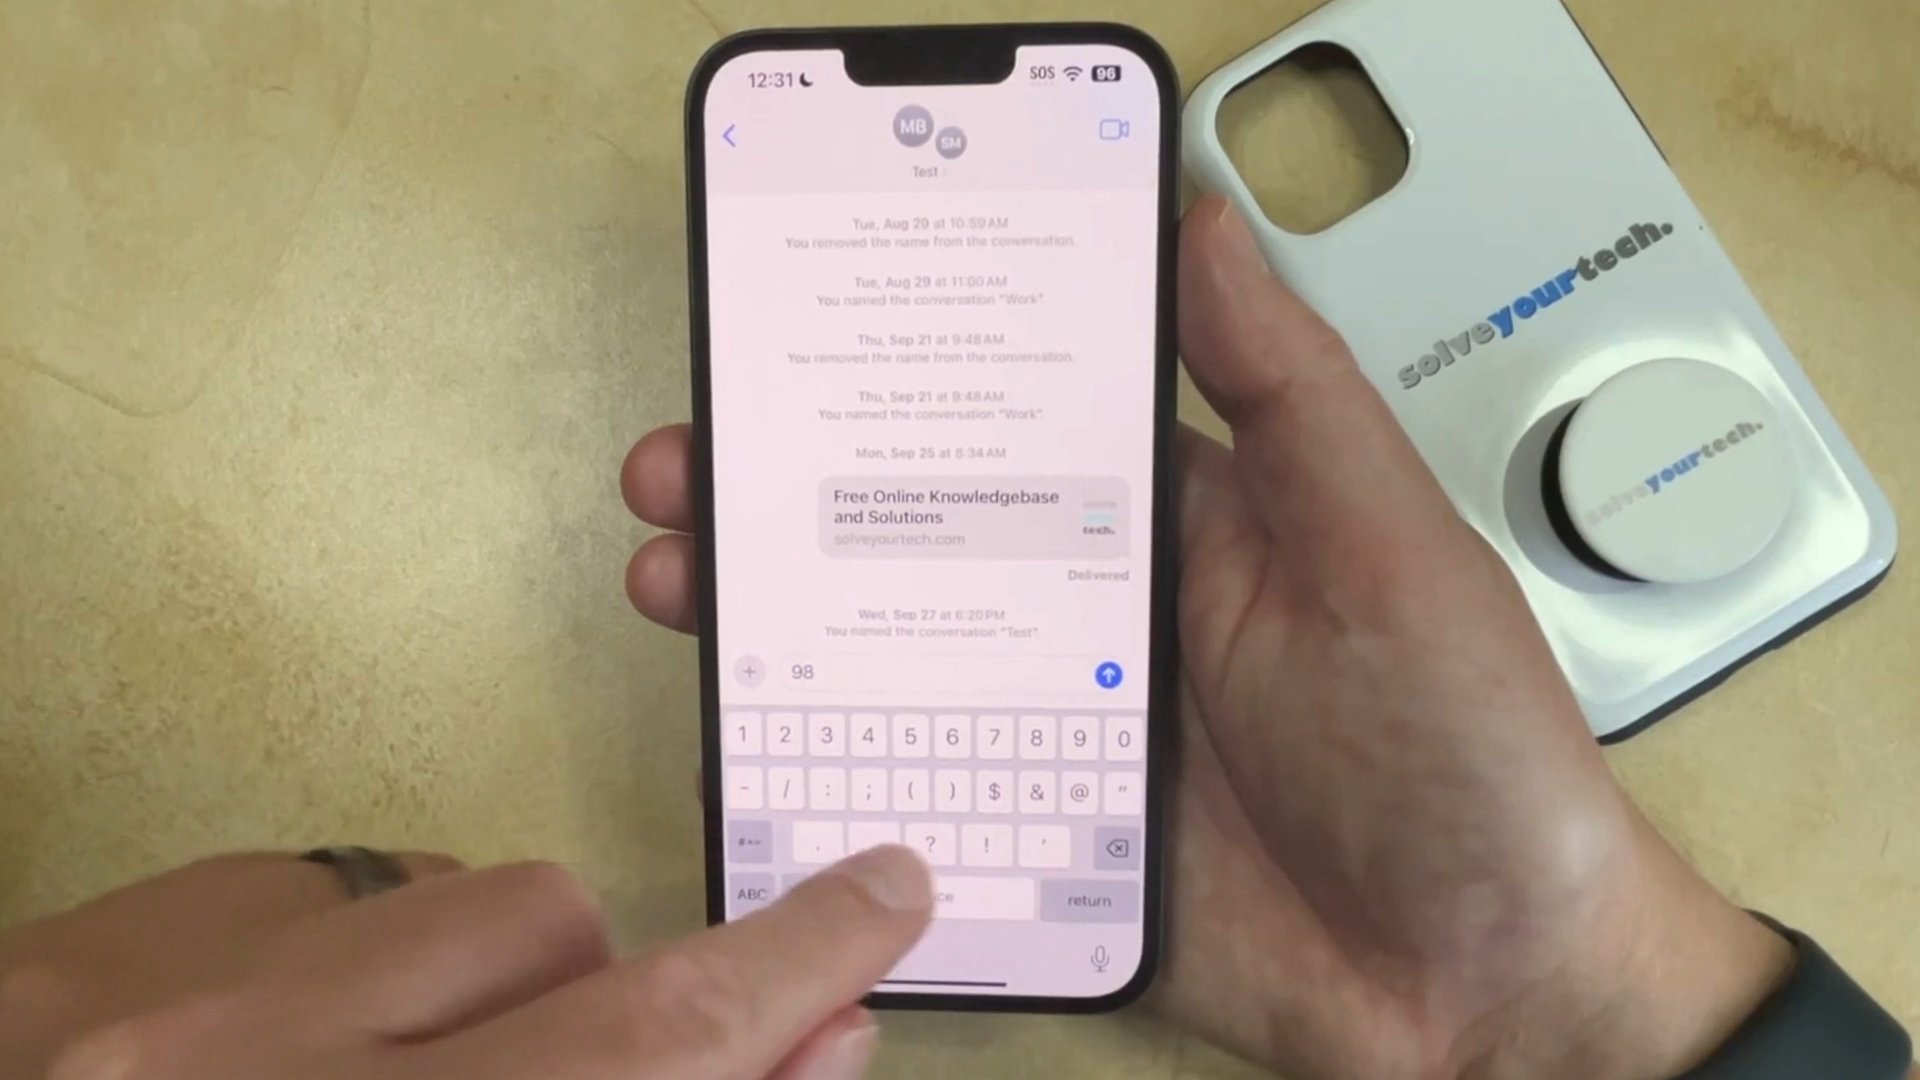 12:31
SOS 96
MB
SM
Test
Tue, Aug 29 at 10:59 AM
You removed the name from the conversation.
Tue, Aug 29 at 11:00 AM
You named the conversation "Work".
Thu, Sep 21 at 9:48 AM
You removed the name from the conversation.
Thu, Sep 21 at 9:48 AM
You named the conversation "Work".
Mon, Sep 25 at 8:34 AM
Free Online Knowledgebase
and Solutions
solveyourtech.com
tech.
Delivered
Wed, Sep 27 at 6:20 PM
You named the conversation "Test".
+ 98
1 2 3 4 5 6 7 8 9 0
- / : ; ( ) $ & @ "
#+= . ? ! '
ABC return
solveyourtech.
solveyourtech.